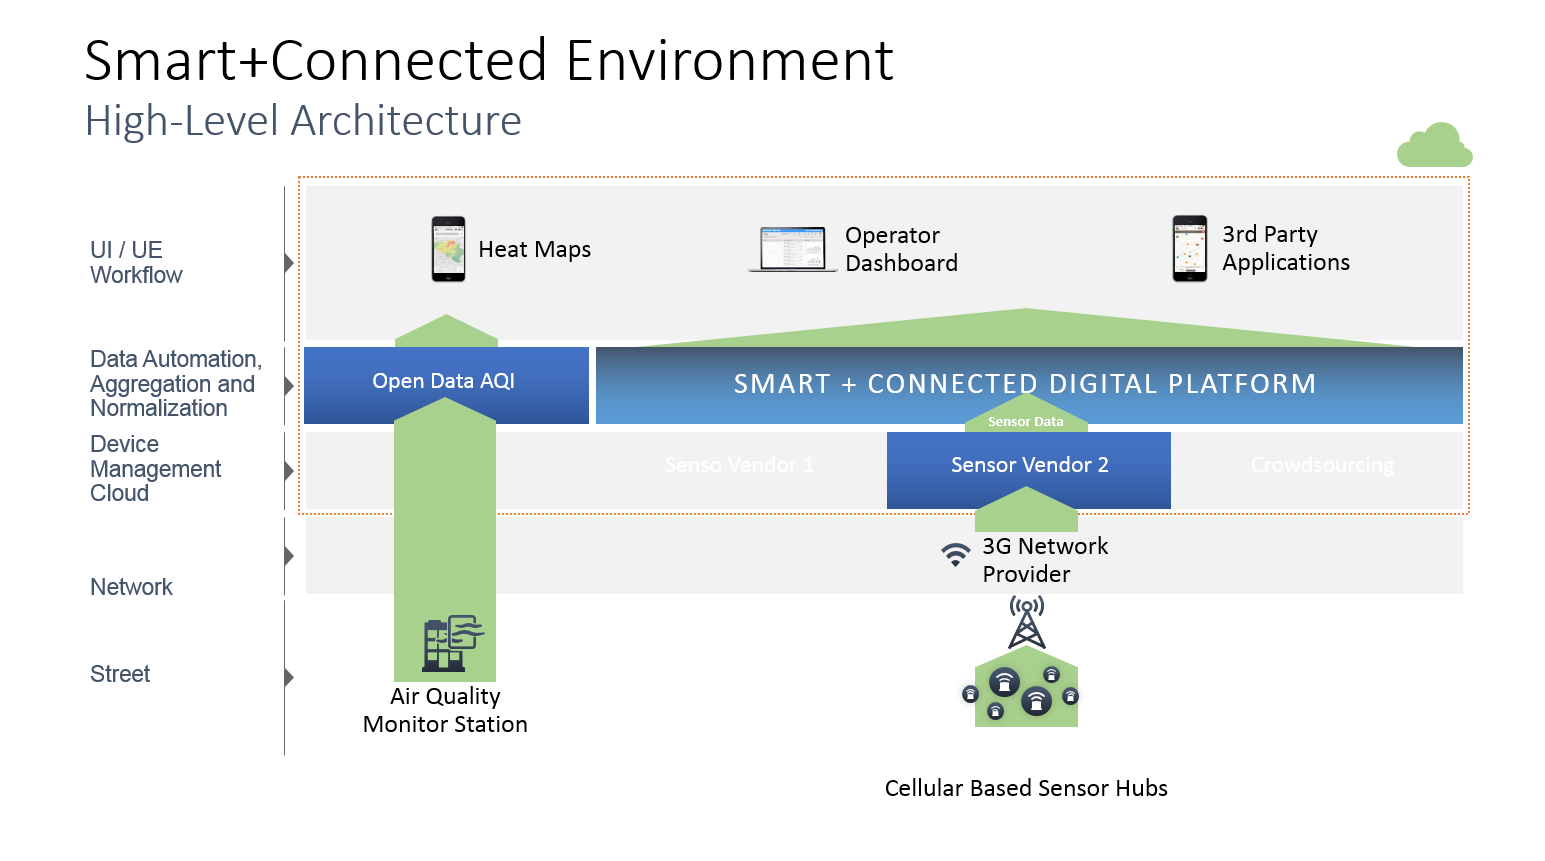 Smart+Connected Environment
High-Level Architecture
UI / UE
Workflow
Heat Maps
Operator
Dashboard
3rd Party
Applications
Data Automation,
Aggregation and
Normalization
Open Data AQI
SMART + CONNECTED DIGITAL PLATFORM
Sensor Data
Device
Management
Cloud
Senso Vendor 1
Sensor Vendor 2
Crowdsourcing
Network
3G Network
Provider
Street
Air Quality
Monitor Station
Cellular Based Sensor Hubs